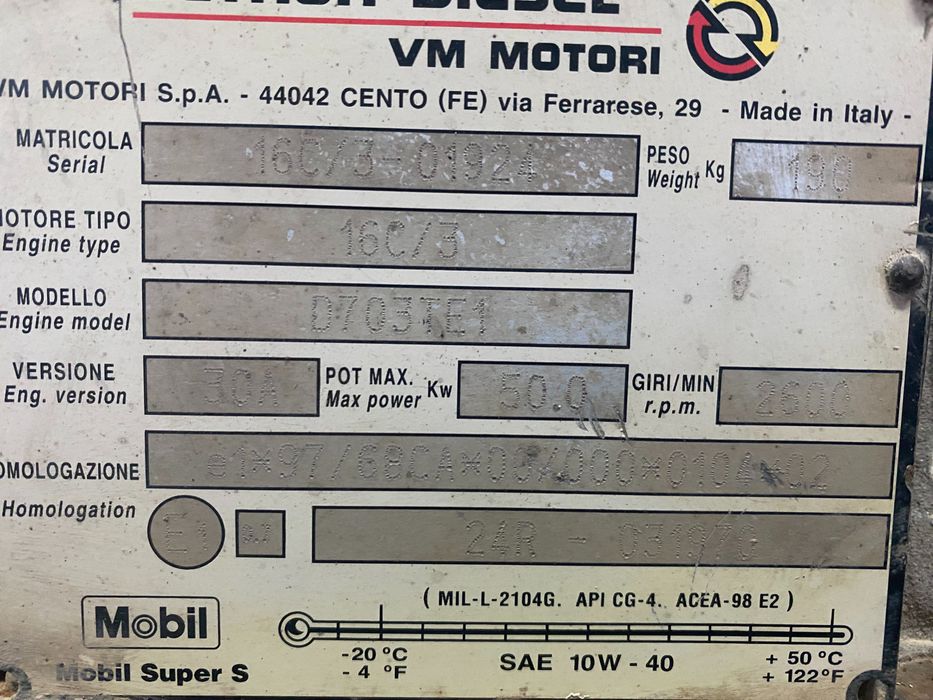 DIESEL
VM MOTORI
VM MOTORI S.p.A. - 44042 CENTO (FE) via Ferrarese, 29 - Made in Italy -
MATRICOLA Serial 16C/3-01924 PESO Weight Kg 190
MOTORE TIPO Engine type 16C/3
MODELLO Engine model D703TE1
VERSIONE Eng. version POT MAX. Max power Kw 50.0 GIRI/MIN r.p.m. 2600
OMOLOGAZIONE
Homologation E1 24R - 031970
( MIL-L-2104G. API CG-4.. ACEA-98 E2 )
Mobil
-20 °C SAE 10W - 40 + 50 °C
- 4 °F + 122°F
Mobil Super S